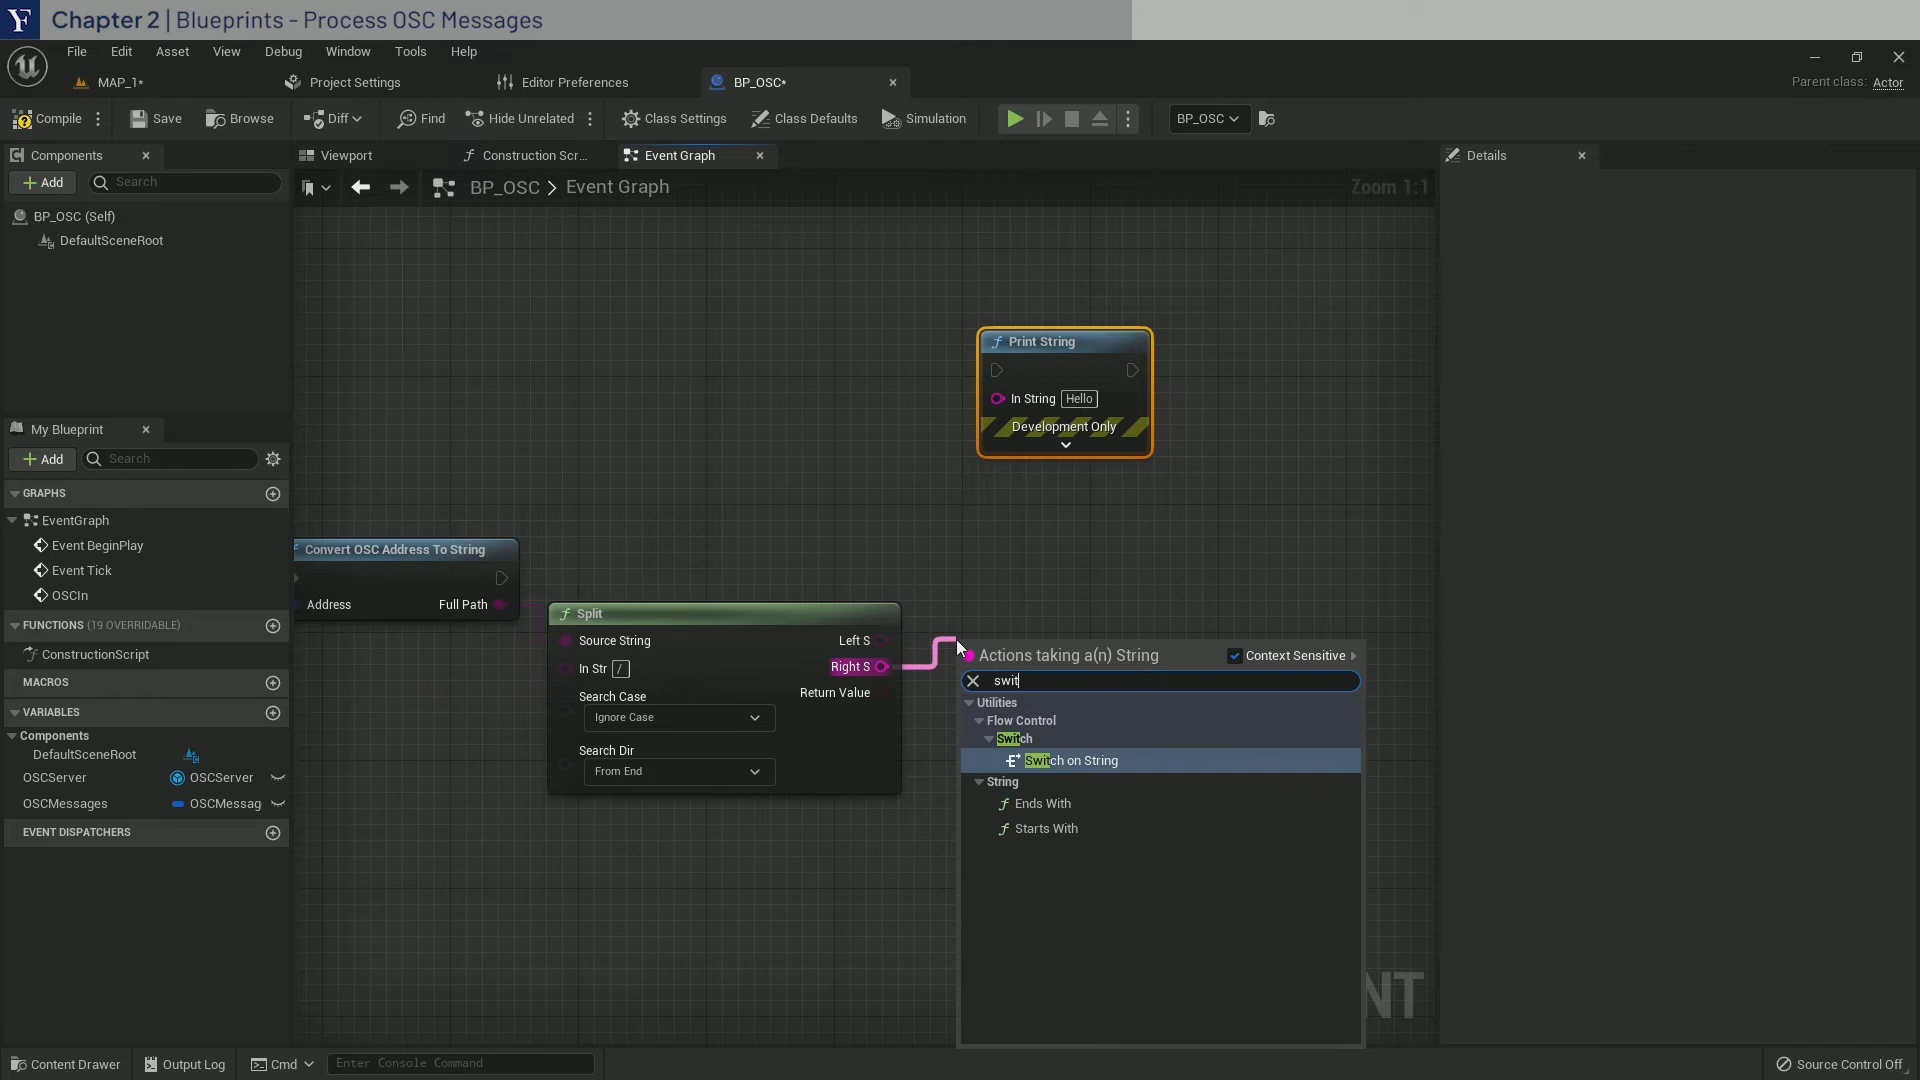 Chapter 2 | Blueprints - Process OSC Messages
File Edit Asset View Debug Window Tools Help
MAP_1* Project Settings Editor Preferences BP_OSC* Parent class: Actor
Compile Save Browse Diff Find Hide Unrelated Class Settings Class Defaults Simulation BP_OSC
Components Viewport Construction Scr... Event Graph Details
Add Search BP_OSC > Event Graph Zoom 1:1
BP_OSC (Self)
DefaultSceneRoot
Print String
In String Hello
Development Only
My Blueprint
Add Search
GRAPHS
EventGraph
Event BeginPlay
Event Tick
OSCIn
FUNCTIONS (19 OVERRIDABLE)
ConstructionScript
MACROS
VARIABLES
Components
DefaultSceneRoot
OSCServer OSCServer
OSCMessages OSCMessag
EVENT DISPATCHERS
Convert OSC Address To String
Address Full Path
Split
Source String Left S
In Str / Right S
Search Case Return Value
Ignore Case
Search Dir
From End
Actions taking a(n) String Context Sensitive
swit
Utilities
Flow Control
Switch
Switch on String
String
Ends With
Starts With
NT
Content Drawer Output Log Cmd Enter Console Command Source Control Off